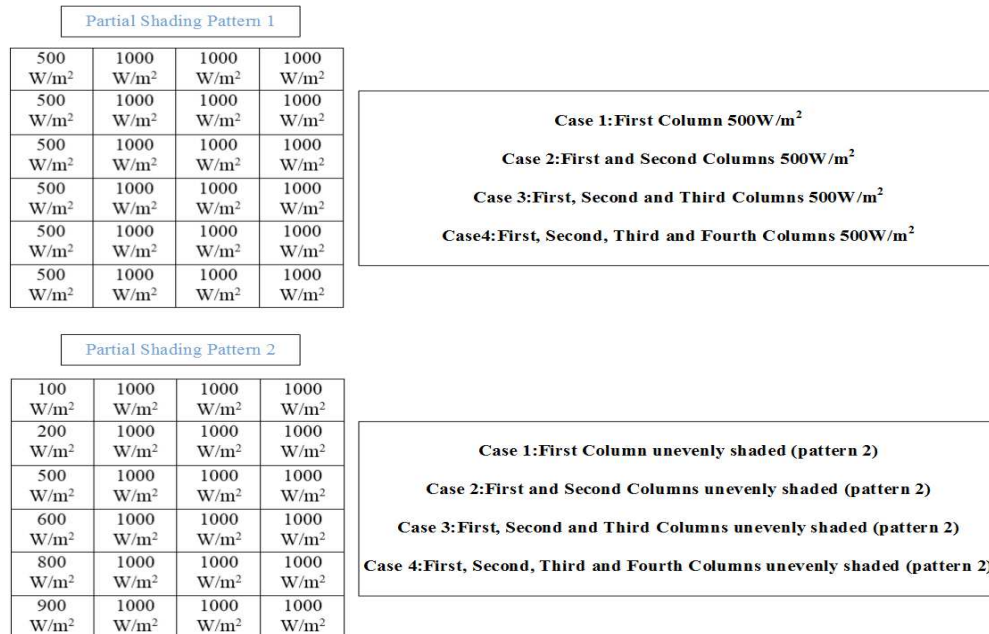 Partial Shading Pattern 1
500 1000 1000 1000
W/m² W/m² W/m² W/m²
500 1000 1000 1000
W/m² W/m² W/m² W/m²
500 1000 1000 1000
W/m² W/m² W/m² W/m²
500 1000 1000 1000
W/m² W/m² W/m² W/m²
500 1000 1000 1000
W/m² W/m² W/m² W/m²
500 1000 1000 1000
W/m² W/m² W/m² W/m²
Case 1:First Column 500W/m²
Case 2:First and Second Columns 500W/m²
Case 3:First, Second and Third Columns 500W/m²
Case4:First, Second, Third and Fourth Columns 500W/m²
Partial Shading Pattern 2
100 1000 1000 1000
W/m² W/m² W/m² W/m²
200 1000 1000 1000
W/m² W/m² W/m² W/m²
500 1000 1000 1000
W/m² W/m² W/m² W/m²
600 1000 1000 1000
W/m² W/m² W/m² W/m²
800 1000 1000 1000
W/m² W/m² W/m² W/m²
900 1000 1000 1000
W/m² W/m² W/m² W/m²
Case 1:First Column unevenly shaded (pattern 2)
Case 2:First and Second Columns unevenly shaded (pattern 2)
Case 3:First, Second and Third Columns unevenly shaded (pattern 2)
Case 4:First, Second, Third and Fourth Columns unevenly shaded (pattern 2)